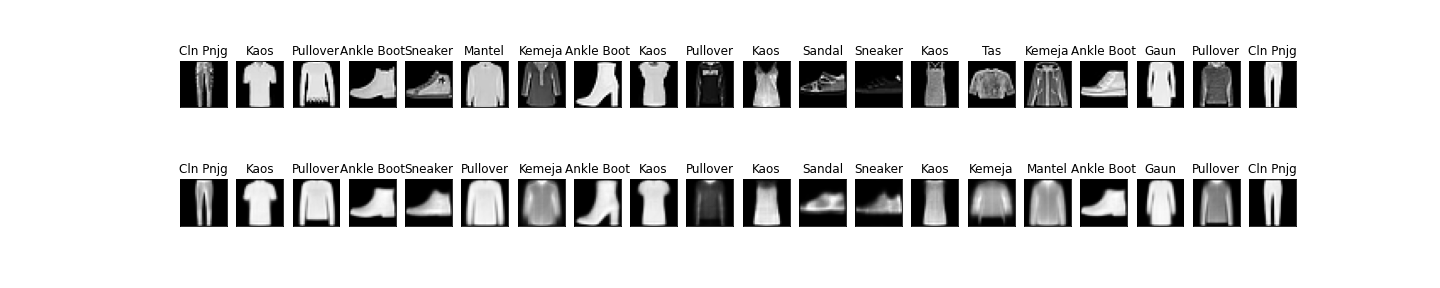 Cln Pnjg Kaos Pullover Ankle Boot Sneaker Mantel Kemeja Ankle Boot Kaos Pullover Kaos Sandal Sneaker Kaos Tas Kemeja Ankle Boot Gaun Pullover Cln Pnjg
Cln Pnjg Kaos Pullover Ankle Boot Sneaker Pullover Kemeja Ankle Boot Kaos Pullover Kaos Sandal Sneaker Kaos Kemeja Mantel Ankle Boot Gaun Pullover Cln Pnjg